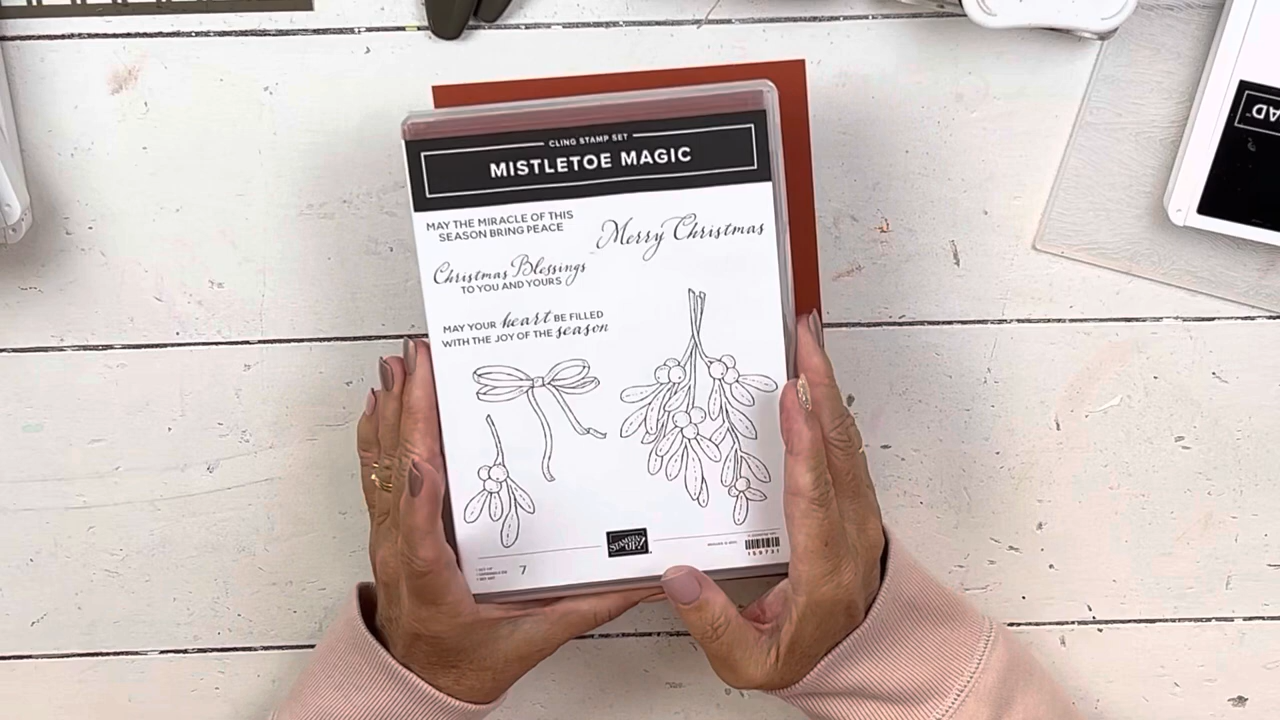 CLING STAMP SET
MISTLETOE MAGIC
MAY THE MIRACLE OF THIS
SEASON BRING PEACE
Merry Christmas
Christmas Blessings
TO YOU AND YOURS
MAY YOUR heart BE FILLED
WITH THE JOY OF THE season
STAMPIN' UP!
7
159731
AD